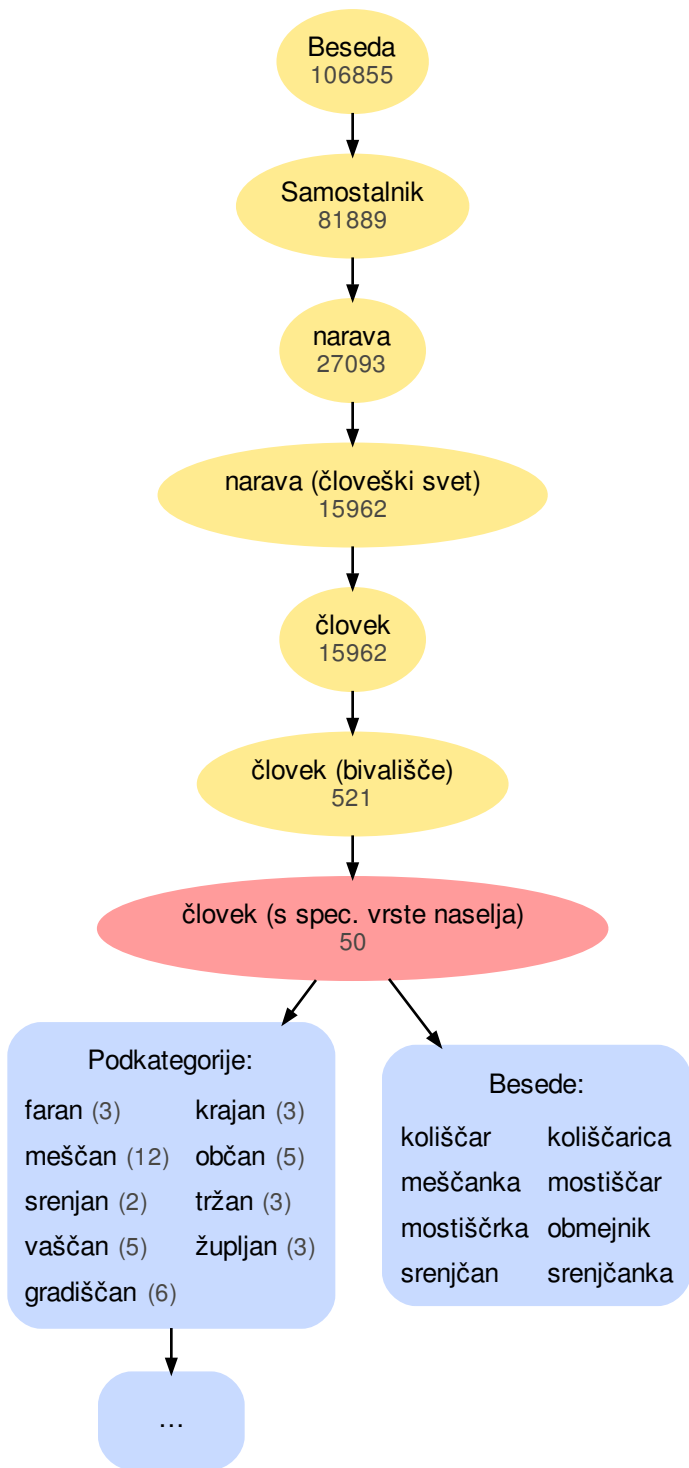 Beseda
106855
Samostalnik
81889
narava
27093
narava (človeški svet)
15962
človek
15962
človek (bivališče)
521
človek (s spec. vrste naselja)
50
Podkategorije:
faran (3) krajan (3)
meščan (12) občan (5)
srenjan (2) tržan (3)
vaščan (5) župljan (3)
gradiščan (6)
...
Besede:
koliščar koliščarica
meščanka mostiščar
mostiščrka obmejnik
srenjčan srenjčanka